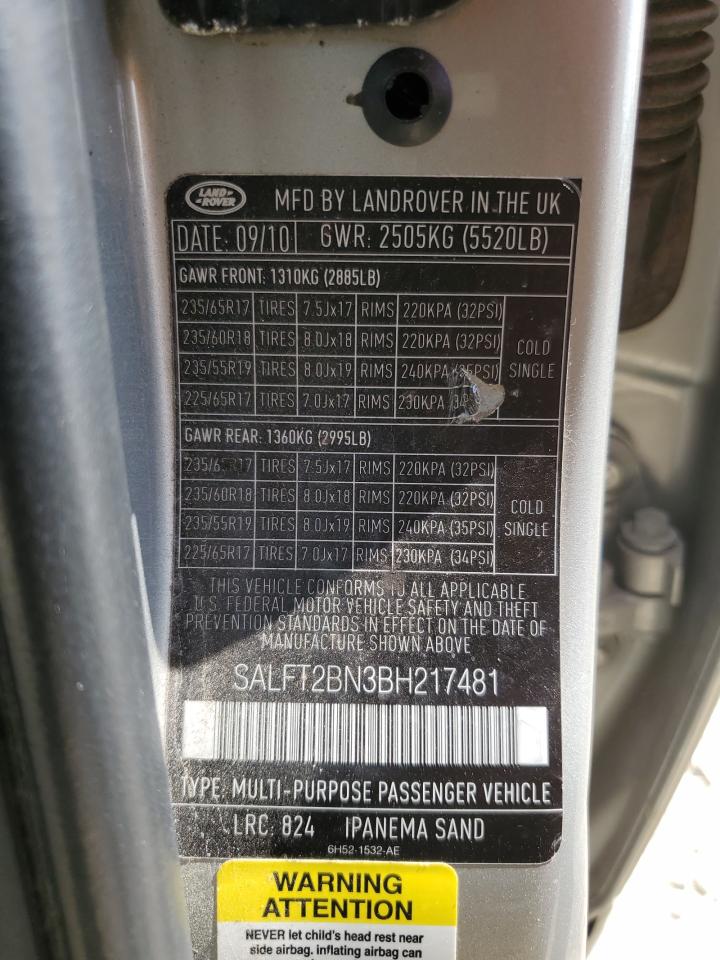 LAND-
-ROVER
MFD BY LANDROVER IN THE UK
DATE: 09/10 GWR: 2505KG (5520LB)
GAWR FRONT: 1310KG (2885LB)
235/65R17 TIRES 7.5Jx17 RIMS 220KPA (32PSI)
235/60R18 TIRES 8.0Jx18 RIMS 220KPA (32PSI)
COLD
235/55R19 TIRES 8.0Jx19 RIMS 240KPA (35PSI)
SINGLE
225/65R17 TIRES 7.0Jx17 RIMS 230KPA
GAWR REAR: 1360KG (2995LB)
235/65R17 TIRES 7.5Jx17 RIMS 220KPA (32PSI)
235/60R18 TIRES 8.0Jx18 RIMS 220KPA (32PSI)
COLD
235/55R19 TIRES 8.0Jx19 RIMS 240KPA (35PSI)
SINGLE
225/65R17 TIRES 7.0Jx17 RIMS 230KPA (34PSI)
THIS VEHICLE CONFORMS TO ALL APPLICABLE
U.S. FEDERAL MOTOR VEHICLE SAFETY AND THEFT
PREVENTION STANDARDS IN EFFECT ON THE DATE OF
MANUFACTURE SHOWN ABOVE
SALFT2BN3BH217481
TYPE: MULTI-PURPOSE PASSENGER VEHICLE
LRC: 824 IPANEMA SAND
6H52-1532-AE
WARNING
ATTENTION
NEVER let child's head rest near
side airbag. inflating airbag can